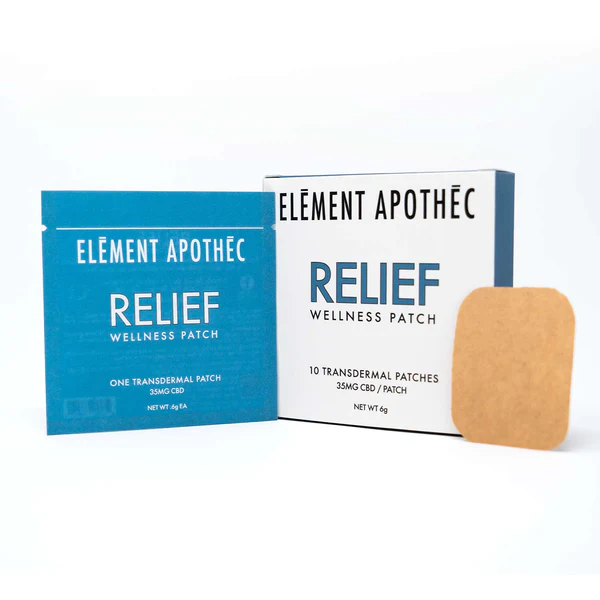 ELĒMENT APOTHĒC
RELIEF
WELLNESS PATCH
ONE TRANSDERMAL PATCH
35MG CBD
NET WT .6g EA
ELĒMENT APOTHĒC
RELIEF
WELLNESS PATCH
10 TRANSDERMAL PATCHES
35MG CBD / PATCH
NET WT 6g